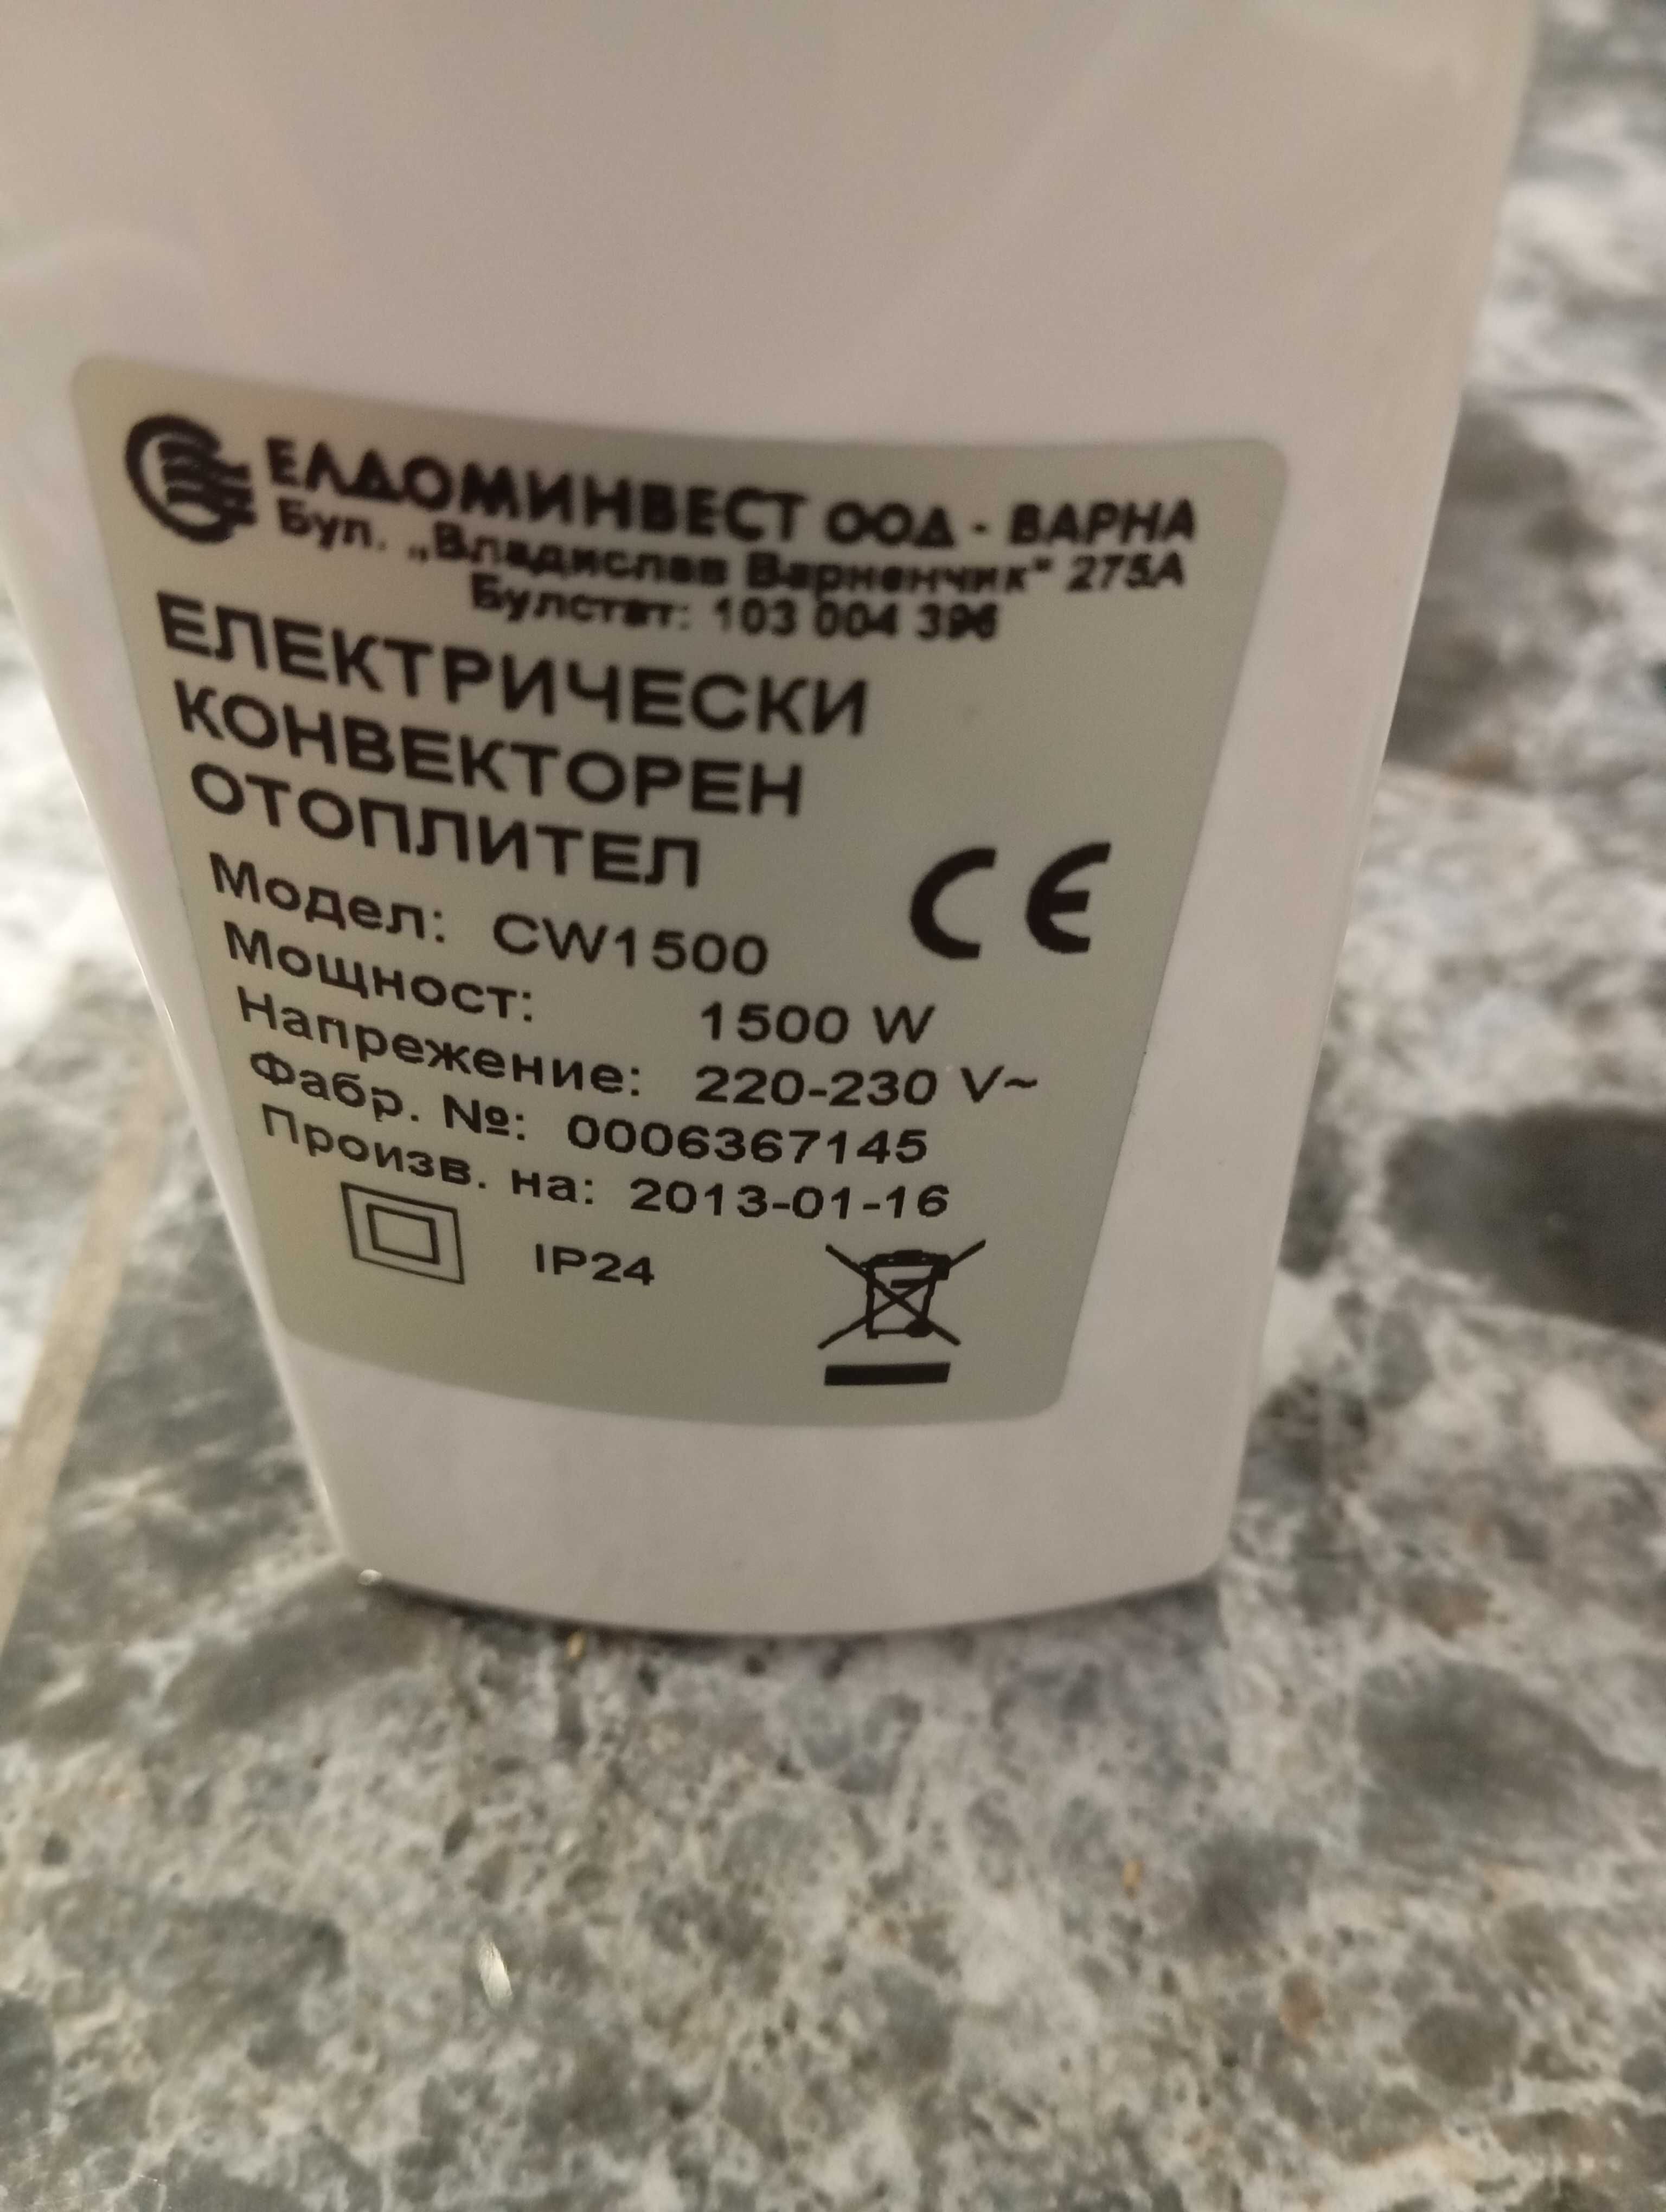 ЕЛДОМИНВЕСТ ООД - ВАРНА
Бул. „Владислав Варненчик" 275А
Булстат: 103 004 396
ЕЛЕКТРИЧЕСКИ
КОНВЕКТОРЕН
ОТОПЛИТЕЛ
CE
Модел: CW1500
Мощност: 1500 W
Напрежение: 220-230 V~
Фабр. №: 0006367145
Произв. на: 2013-01-16
IP24